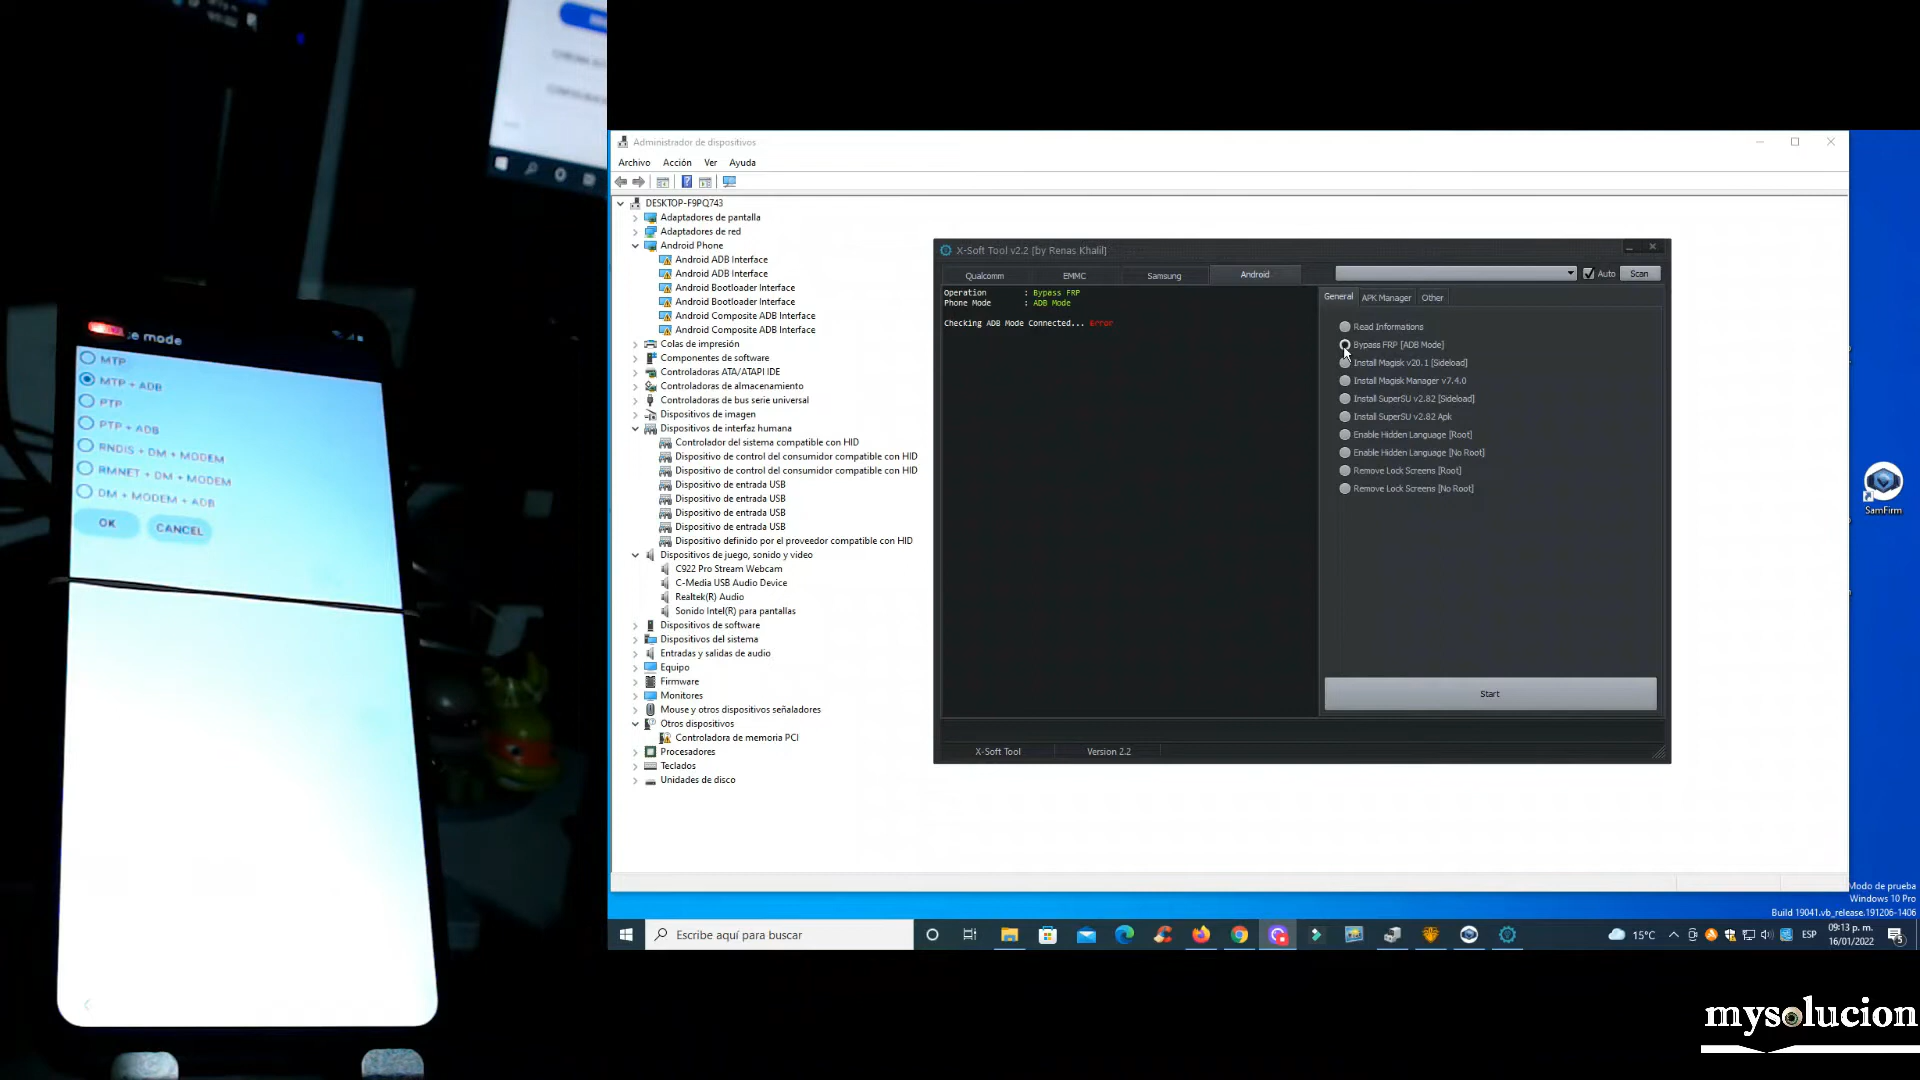 mode
MTP
MTP + ADB
PTP
PTP + ADB
RNDIS + DM + MODEM
RMNET + DM + MODEM
DM + MODEM + ADB
OK
CANCEL
Administrador de dispositivos
Archivo
Acción
Ver
Ayuda
DESKTOP-F9PQ743
Adaptadores de pantalla
Adaptadores de red
Android Phone
Android ADB Interface
Android ADB Interface
Android Bootloader Interface
Android Bootloader Interface
Android Composite ADB Interface
Android Composite ADB Interface
Colas de impresión
Componentes de software
Controladoras ATA/ATAPI IDE
Controladoras de almacenamiento
Controladoras de bus serie universal
Dispositivos de imagen
Dispositivos de interfaz humana
Controlador del sistema compatible con HID
Dispositivo de control del consumidor compatible con HID
Dispositivo de control del consumidor compatible con HID
Dispositivo de entrada USB
Dispositivo de entrada USB
Dispositivo de entrada USB
Dispositivo de entrada USB
Dispositivo definido por el proveedor compatible con HID
Dispositivos de juego, sonido y video
C922 Pro Stream Webcam
C-Media USB Audio Device
Realtek(R) Audio
Sonido Intel(R) para pantallas
Dispositivos de software
Dispositivos del sistema
Entradas y salidas de audio
Equipo
Firmware
Monitores
Mouse y otros dispositivos señaladores
Otros dispositivos
Controladora de memoria PCI
Procesadores
Teclados
Unidades de disco
X-Soft Tool v2.2 [by Renas Khalil]
Qualcomm
EMMC
Samsung
Android
Auto
Scan
Operation : Bypass FRP
Phone Mode : ADB Mode
Checking ADB Mode Connected... Error
General
APK Manager
Other
Read Informations
Bypass FRP [ADB Mode]
Install Magisk v20.1 [Sideload]
Install Magisk Manager v7.4.0
Install SuperSU v2.82 [Sideload]
Install SuperSU v2.82 Apk
Enable Hidden Language [Root]
Enable Hidden Language [No Root]
Remove Lock Screens [Root]
Remove Lock Screens [No Root]
Start
X-Soft Tool
Version 2.2
SamFirm
Modo de prueba
Windows 10 Pro
Build 19041.vb_release.191206-1406
Escribe aquí para buscar
15°C
ESP
09:13 p. m.
16/01/2022
5
mysolucion